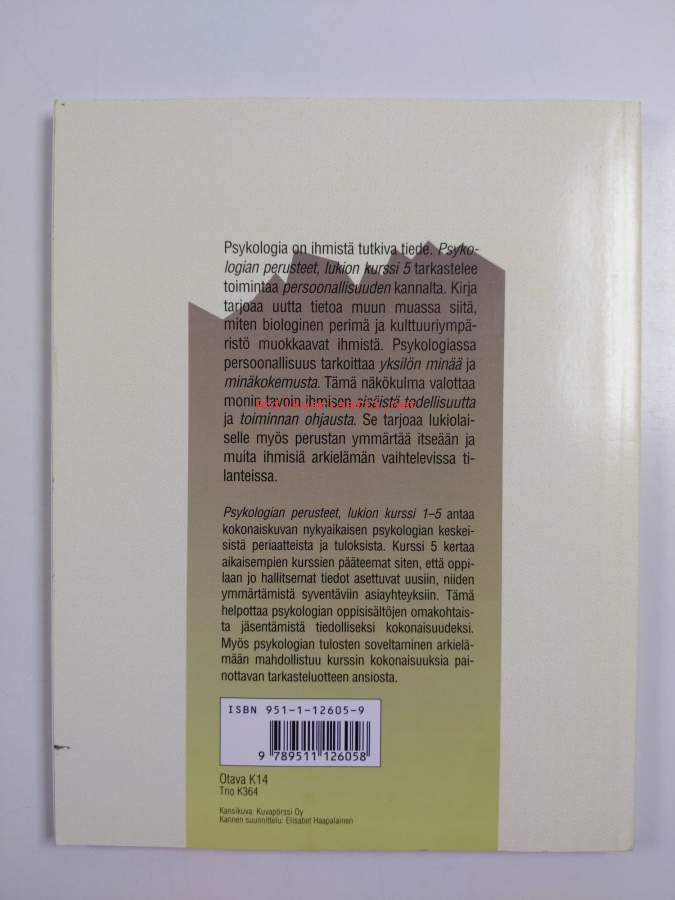 Psykologia on ihmistä tutkiva tiede. Psyko-
logian perusteet, lukion kurssi 5 tarkastelee
toimintaa persoonallisuuden kannalta. Kirja
tarjoaa uutta tietoa muun muassa siitä,
miten biologinen perimä ja kulttuuriympä-
ristö muokkaavat ihmistä. Psykologiassa
persoonallisuus tarkoittaa yksilön minää ja
minäkokemusta. Tämä näkökulma valottaa
monin tavoin ihmisen sisäistä todellisuutta
ja toiminnan ohjausta. Se tarjoaa lukiolai-
selle myös perustan ymmärtää itseään ja
muita ihmisiä arkielämän vaihtelevissa ti-
lanteissa.
Psykologian perusteet, lukion kurssi 1–5 antaa
kokonaiskuvan nykyaikaisen psykologian keskei-
sistä periaatteista ja tuloksista. Kurssi 5 kertaa
aikaisempien kurssien pääteemat siten, että oppi-
laan jo hallitsemat tiedot asettuvat uusiin, niiden
ymmärtämistä syventäviin asiayhteyksiin. Tämä
helpottaa psykologian oppisisältöjen omakohtais-
ta jäsentämistä tiedolliseksi kokonaisuudeksi.
Myös psykologian tulosten soveltaminen arkielä-
mään mahdollistuu kurssin kokonaisuuksia pai-
nottavan tarkasteluotteen ansiosta.
ISBN 951-1-12605-9
9 789511 126058
Otava K14
Tno K364
Kansikuva: Kuvapörssi Oy
Kannen suunnittelu: Elisabet Haapalainen